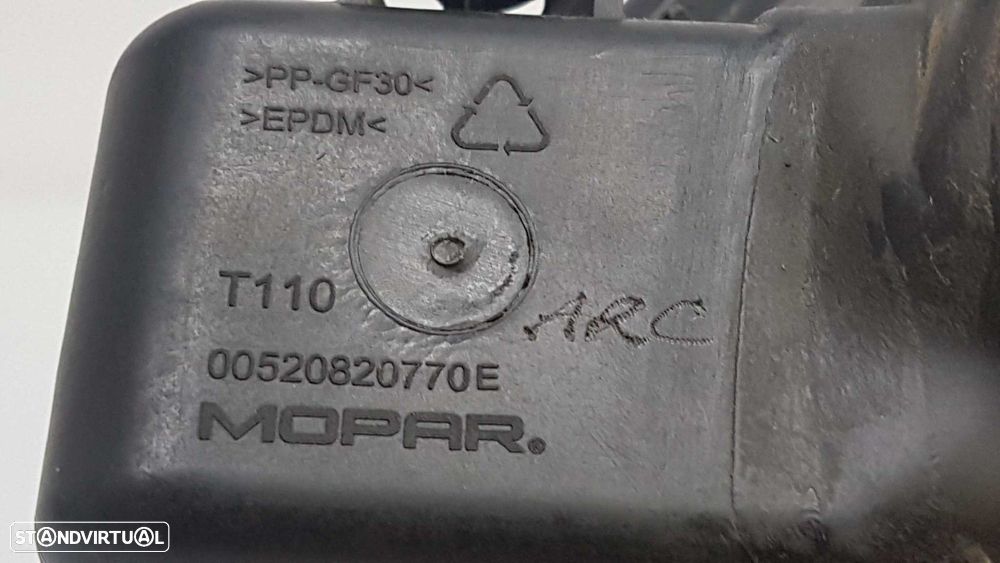 >PP-GF30<
>EPDM<
T110
ARC
00520820770E
MOPAR®
STANDVIRTUAL